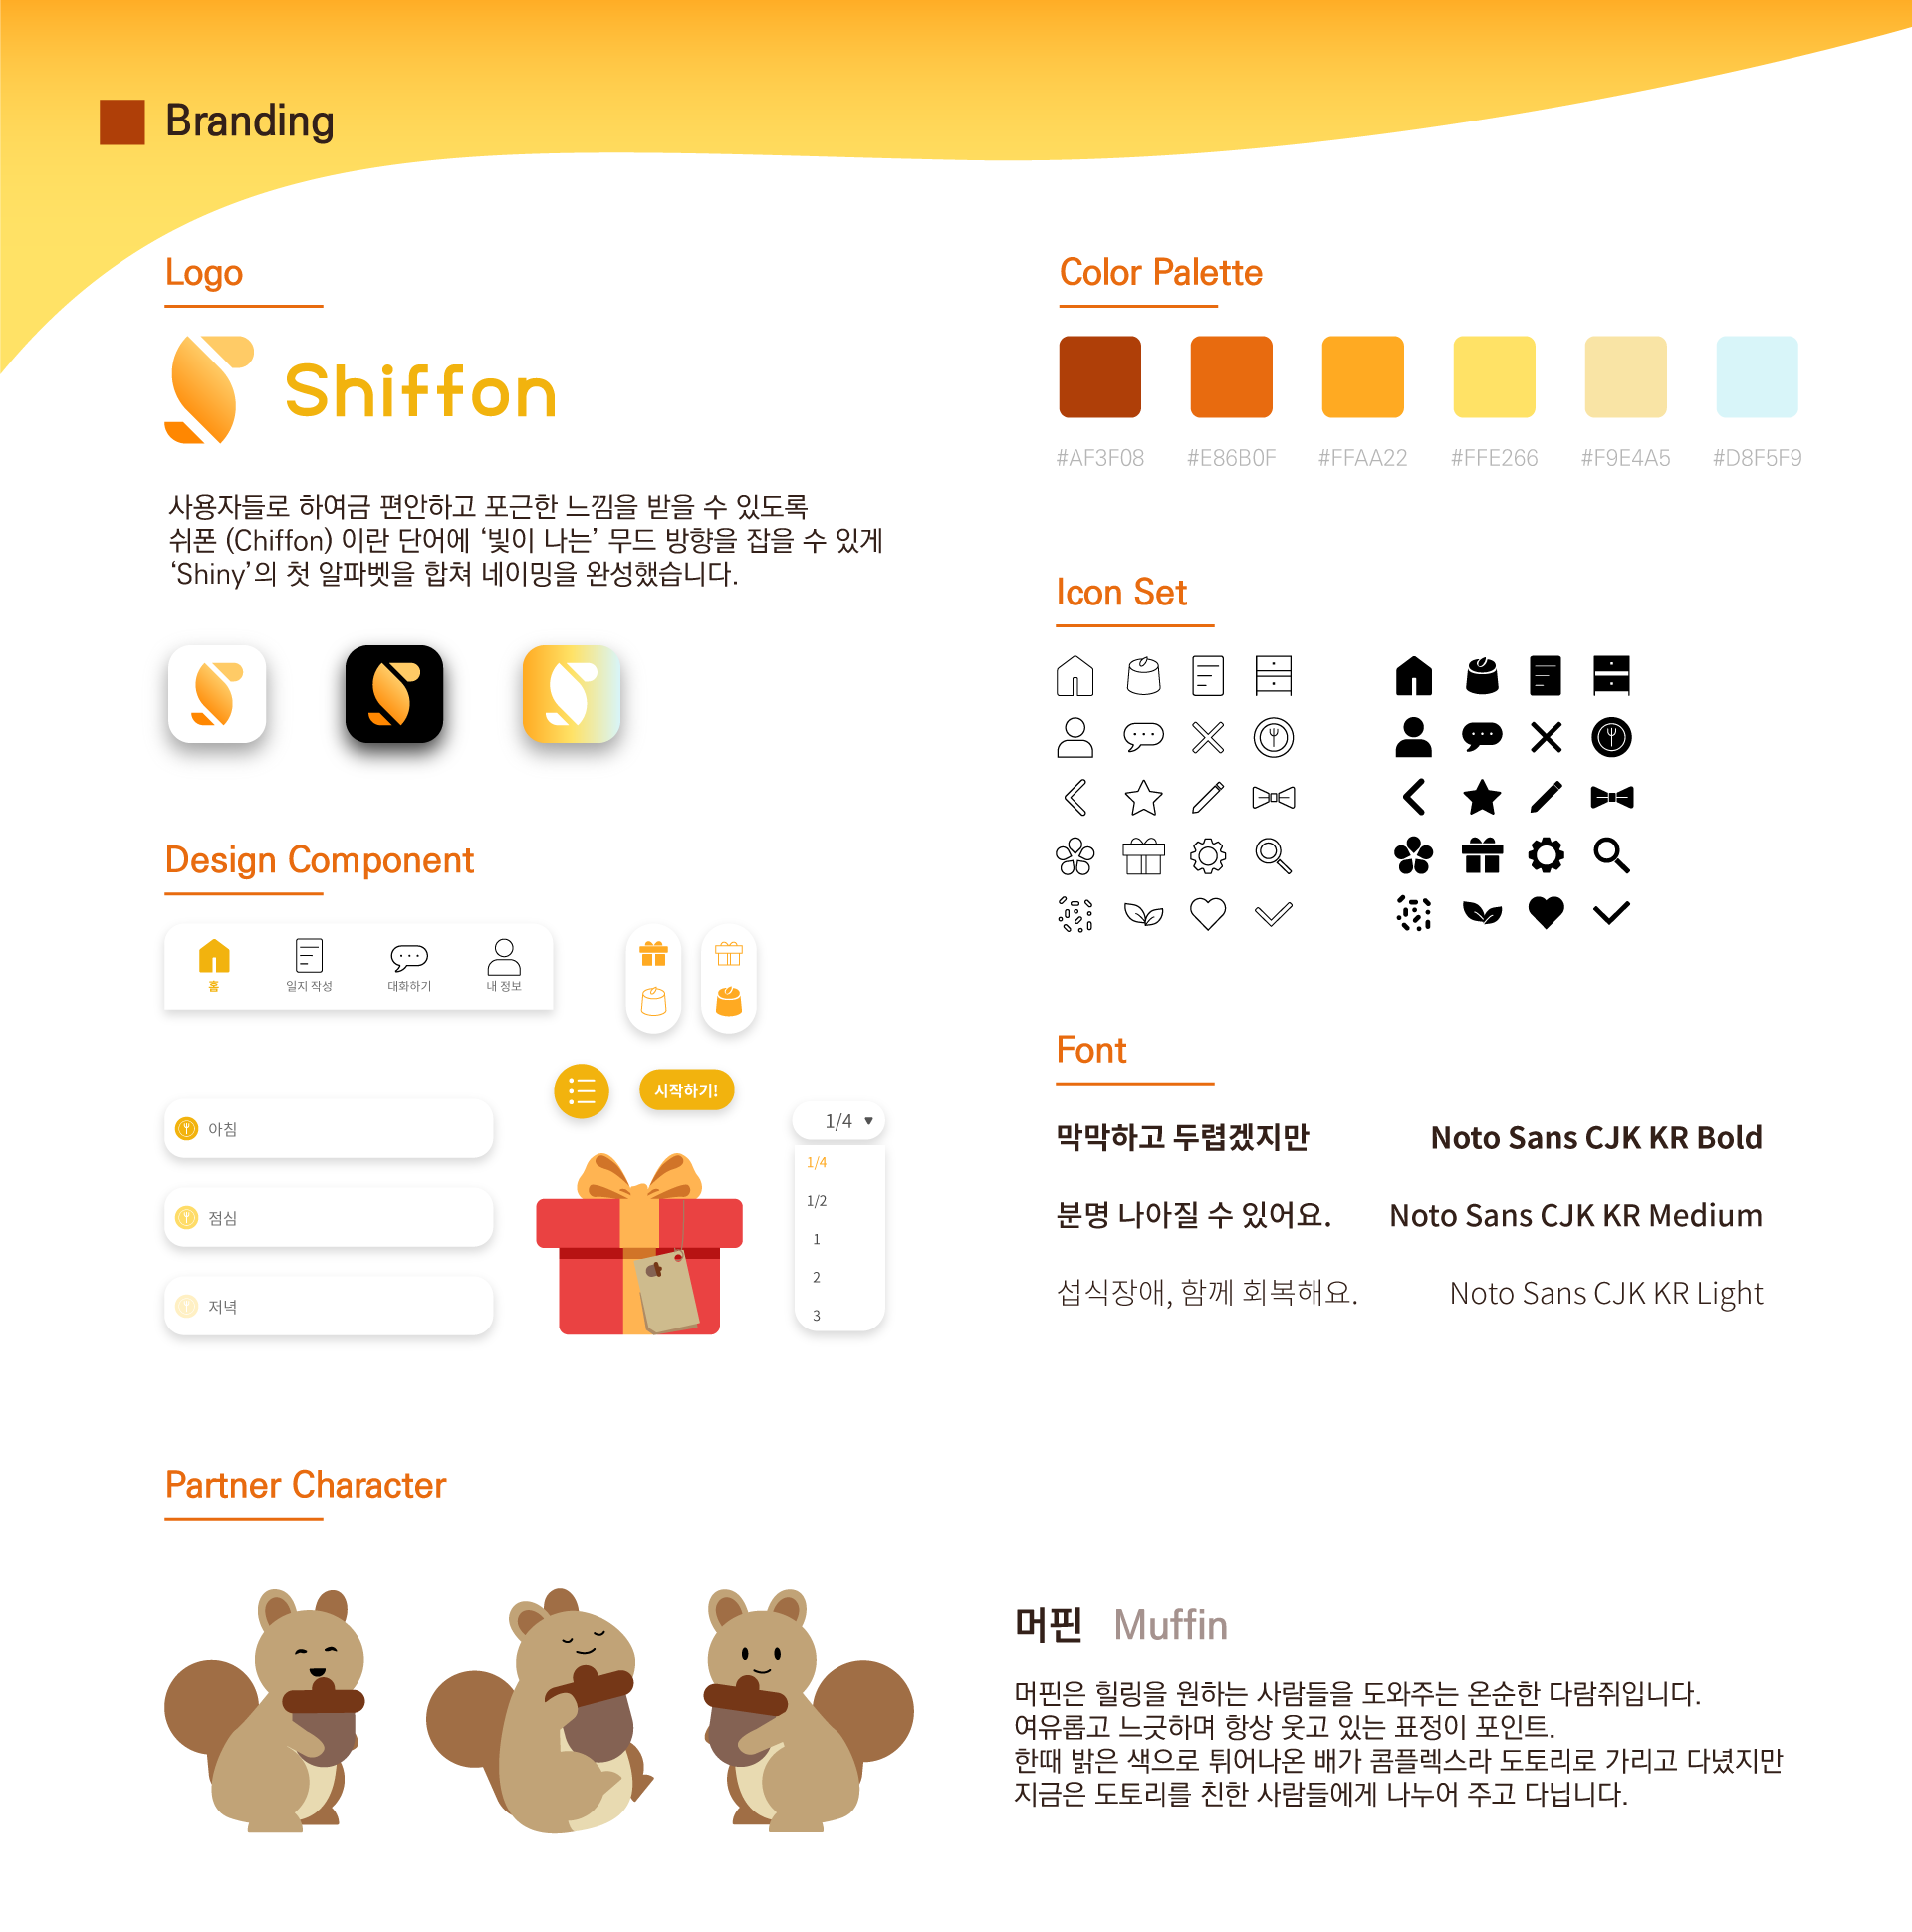 Branding
Logo
Shiffon
사용자들로 하여금 편안하고 포근한 느낌을 받을 수 있도록
쉬폰 (Chiffon) 이란 단어에 ‘빛이 나는’ 무드 방향을 잡을 수 있게
‘Shiny’의 첫 알파벳을 합쳐 네이밍을 완성했습니다.
Color Palette
#AF3F08 #E86B0F #FFAA22 #FFE266 #F9E4A5 #D8F5F9
Icon Set
Design Component
홈 일지 작성 대화하기 내 정보
시작하기!
아침
점심
저녁
1/4 ▼
1/4
1/2
1
2
3
Font
막막하고 두렵겠지만 Noto Sans CJK KR Bold
분명 나아질 수 있어요. Noto Sans CJK KR Medium
섭식장애, 함께 회복해요. Noto Sans CJK KR Light
Partner Character
머핀 Muffin
머핀은 힐링을 원하는 사람들을 도와주는 온순한 다람쥐입니다.
여유롭고 느긋하며 항상 웃고 있는 표정이 포인트.
한때 밝은 색으로 튀어나온 배가 콤플렉스라 도토리로 가리고 다녔지만
지금은 도토리를 친한 사람들에게 나누어 주고 다닙니다.